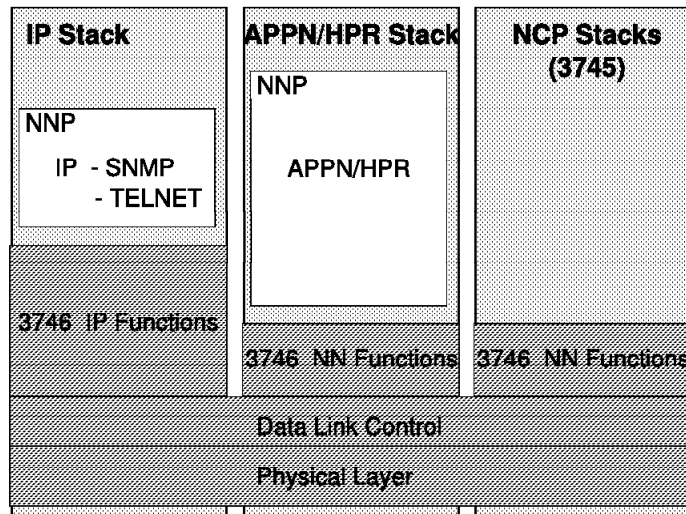 IP Stack
NNP
IP - SNMP
- TELNET
3746 IP Functions
APPN/HPR Stack
NNP
APPN/HPR
3746 NN Functions
NCP Stacks
(3745)
3746 NN Functions
Data Link Control
Physical Layer